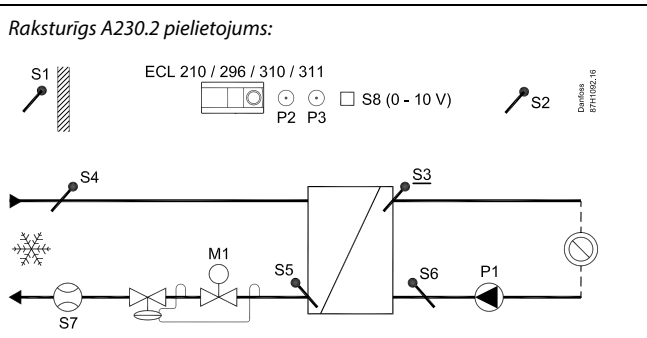 Raksturīgs A230.2 pielietojums:
S1
ECL 210 / 296 / 310 / 311
P2 P3
S8 (0 - 10 V)
S2
Danfoss
87H1092.16
S4
S3
M1
S5
S6
P1
S7